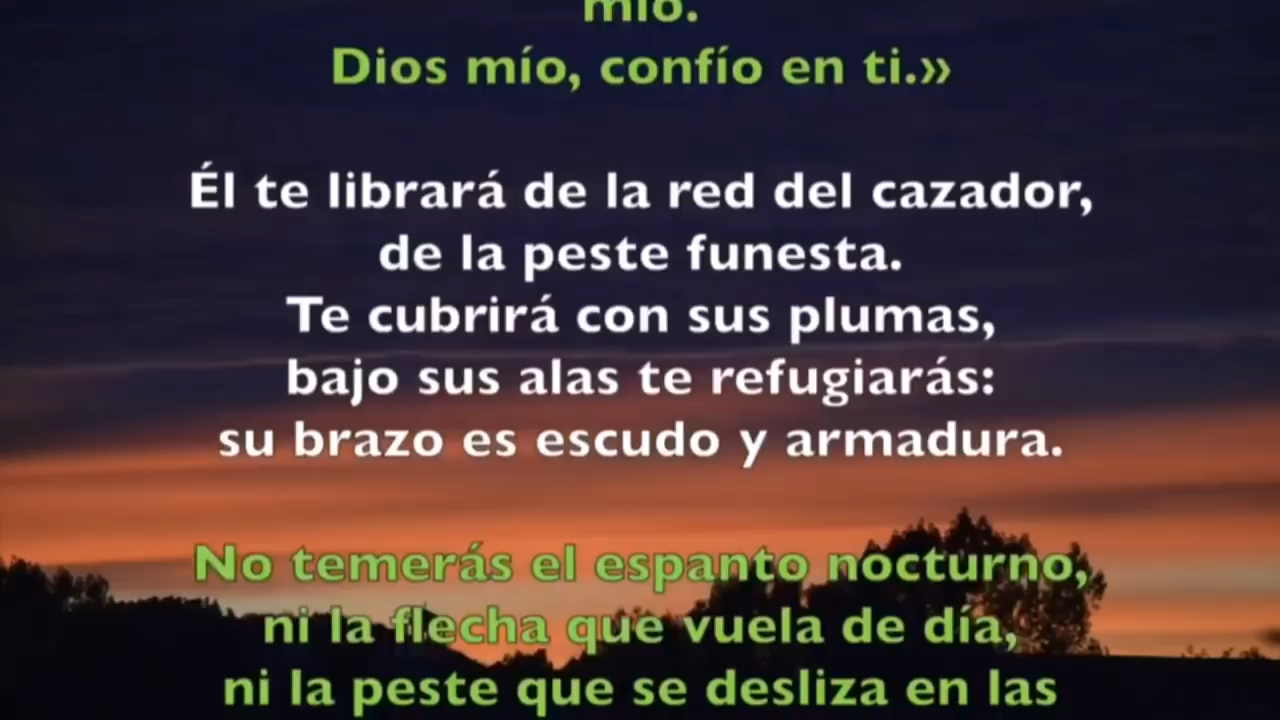 mío.
Dios mío, confío en ti.»
Él te librará de la red del cazador,
de la peste funesta.
Te cubrirá con sus plumas,
bajo sus alas te refugiarás:
su brazo es escudo y armadura.
No temerás el espanto nocturno,
ni la flecha que vuela de día,
ni la peste que se desliza en las